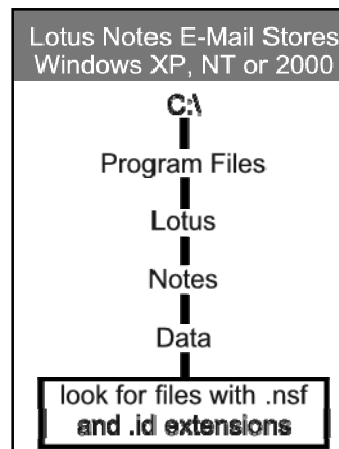 Lotus Notes E-Mail Stores
Windows XP, NT or 2000
C:\
Program Files
Lotus
Notes
Data
look for files with .nsf
and .id extensions